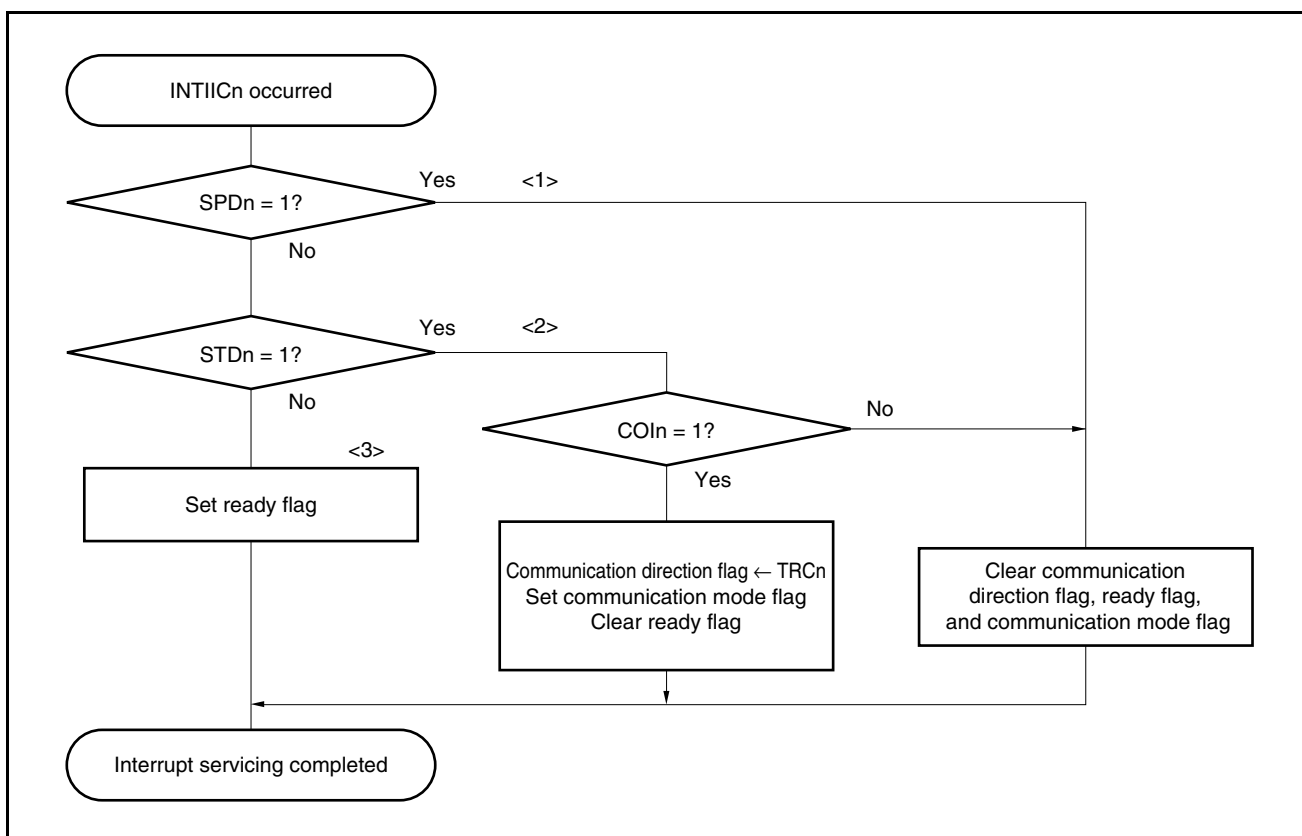 INTIICn occurred
Yes
<1>
SPDn = 1?
No
Yes
<2>
STDn = 1?
No
No
COIn = 1?
<3>
Yes
Set ready flag
Communication direction flag ← TRCn
Set communication mode flag
Clear ready flag
Clear communication
direction flag, ready flag,
and communication mode flag
Interrupt servicing completed